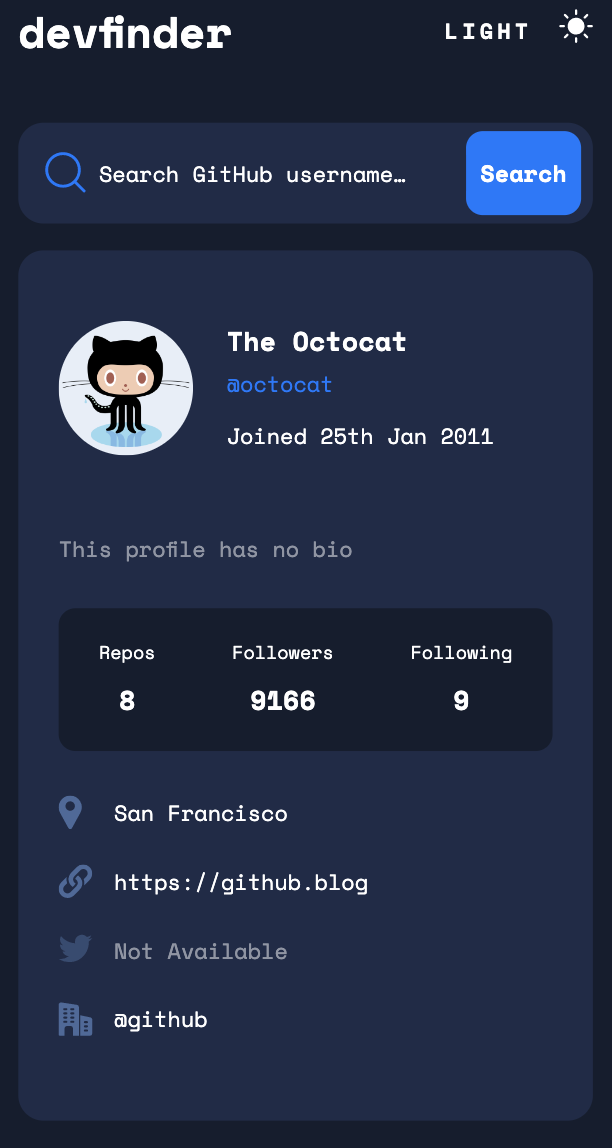 devfinder
LIGHT
Search GitHub username…
Search
The Octocat
@octocat
Joined 25th Jan 2011
This profile has no bio
Repos Followers Following
8 9166 9
San Francisco
https://github.blog
Not Available
@github